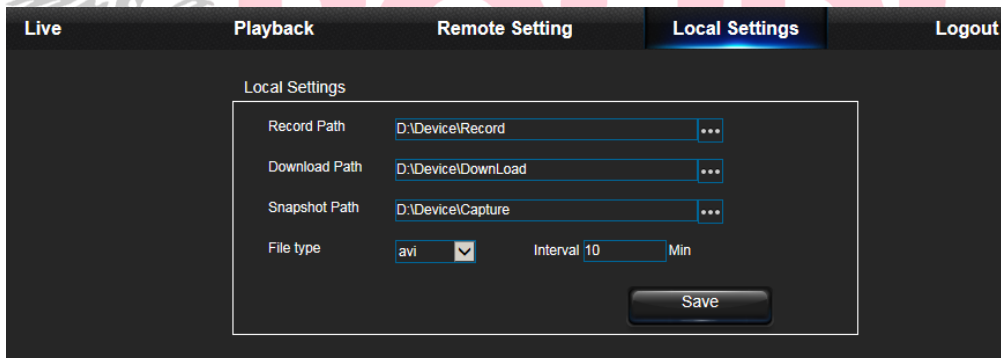 Live Playback Remote Setting Local Settings Logout
Local Settings
Record Path D:\Device\Record ...
Download Path D:\Device\DownLoad ...
Snapshot Path D:\Device\Capture ...
File type avi Interval 10 Min
Save